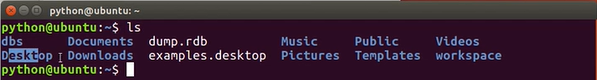 python@ubuntu: ~
python@ubuntu:~$ ls
dbs Documents dump.rdb Music Public Videos
Desktop Downloads examples.desktop Pictures Templates workspace
python@ubuntu:~$